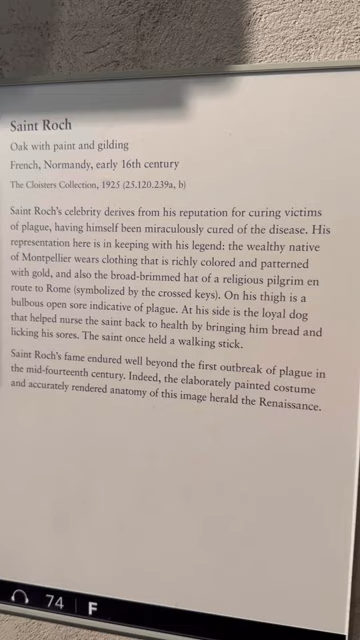 Saint Roch
Oak with paint and gilding
French, Normandy, early 16th century
The Cloisters Collection, 1925 (25.120.239a, b)
Saint Roch's celebrity derives from his reputation for curing victims
of plague, having himself been miraculously cured of the disease. His
representation here is in keeping with his legend: the wealthy native
of Montpellier wears clothing that is richly colored and patterned
with gold, and also the broad-brimmed hat of a religious pilgrim en
route to Rome (symbolized by the crossed keys). On his thigh is a
bulbous open sore indicative of plague. At his side is the loyal dog
that helped nurse the saint back to health by bringing him bread and
licking his sores. The saint once held a walking stick.
Saint Roch's fame endured well beyond the first outbreak of plague in
the mid-fourteenth century. Indeed, the elaborately painted costume
and accurately rendered anatomy of this image herald the Renaissance.
74 F